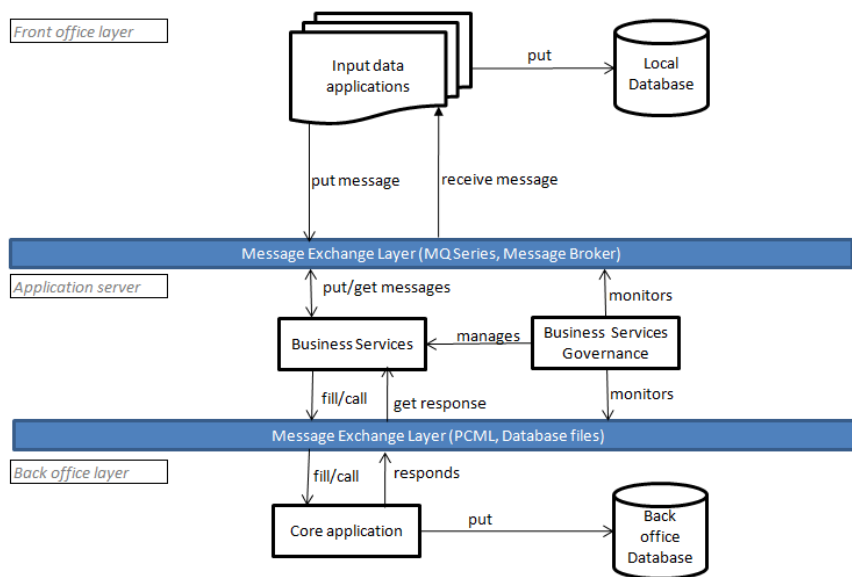 Front office layer
Input data
applications
put
Local
Database
put message
receive message
Message Exchange Layer (MQ Series, Message Broker)
Application server
put/get messages
monitors
Business Services
manages
Business Services
Governance
fill/call
get response
monitors
Message Exchange Layer (PCML, Database files)
Back office layer
fill/call
responds
Core application
put
Back
office
Database